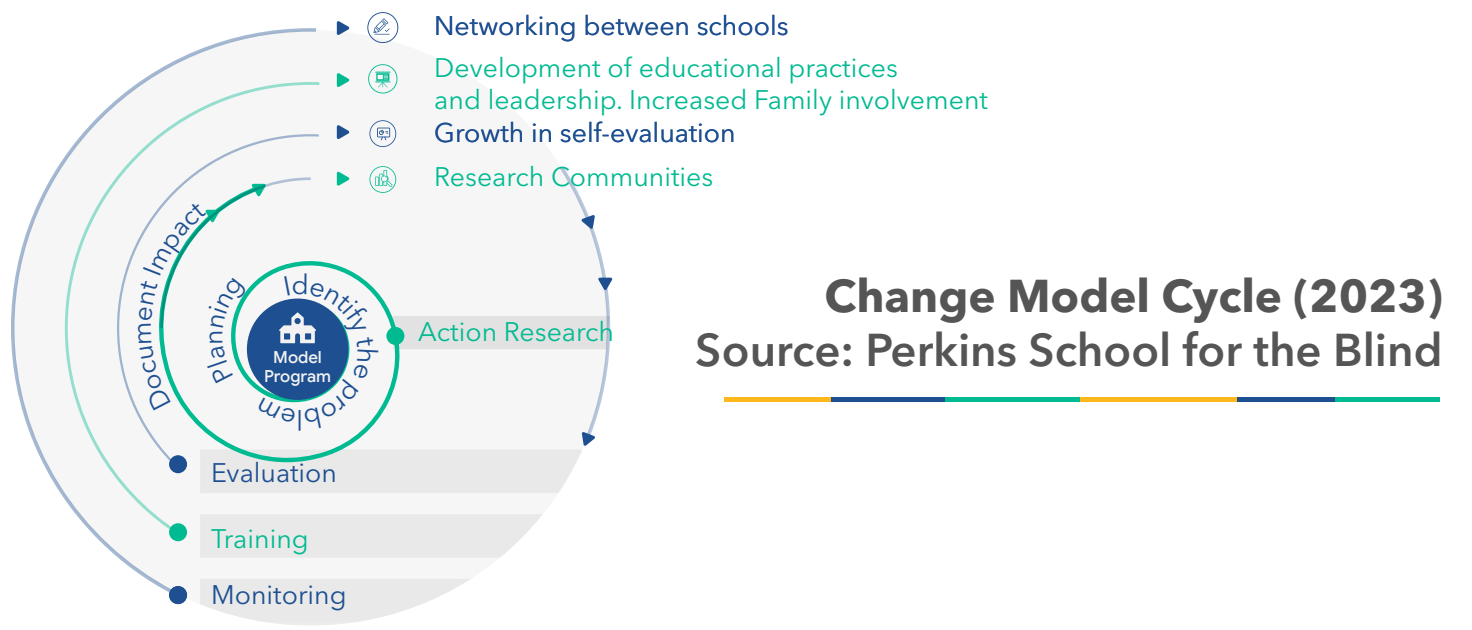 Networking between schools
Development of educational practices
and leadership. Increased Family involvement
Growth in self-evaluation
Research Communities
Document Impact
Planning
Identify the problem
Model
Program
Action Research
Evaluation
Training
Monitoring
Change Model Cycle (2023)
Source: Perkins School for the Blind